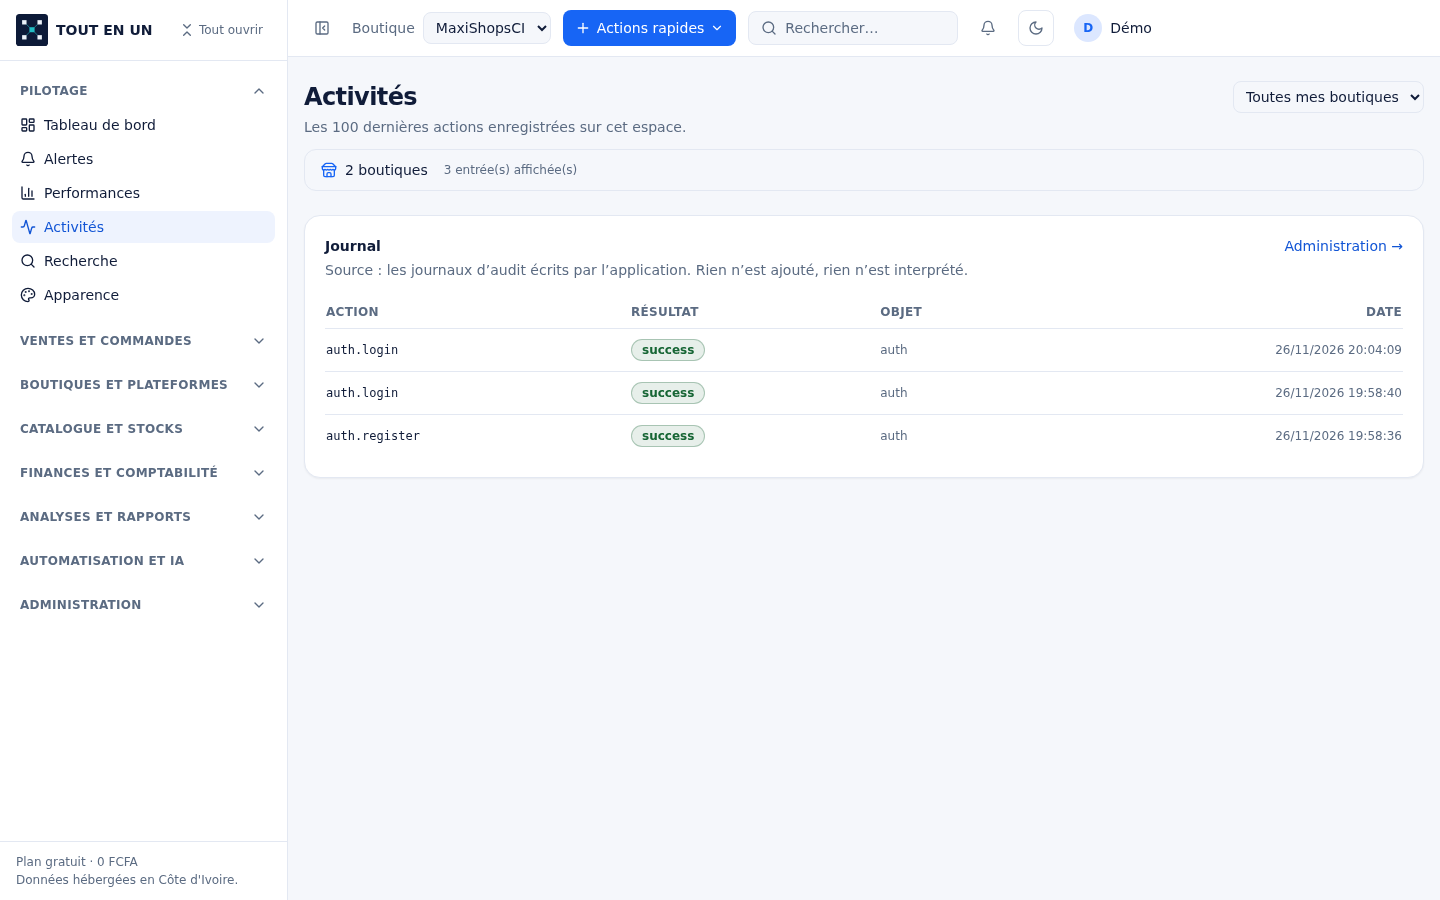 TOUT EN UN
Tout ouvrir
PILOTAGE
Tableau de bord
Alertes
Performances
Activités
Recherche
Apparence
VENTES ET COMMANDES
BOUTIQUES ET PLATEFORMES
CATALOGUE ET STOCKS
FINANCES ET COMPTABILITÉ
ANALYSES ET RAPPORTS
AUTOMATISATION ET IA
ADMINISTRATION
Plan gratuit · 0 FCFA
Données hébergées en Côte d'Ivoire.
Boutique MaxiShopsCI + Actions rapides Rechercher… D Démo
Activités Toutes mes boutiques
Les 100 dernières actions enregistrées sur cet espace.
2 boutiques 3 entrée(s) affichée(s)
Journal Administration →
Source : les journaux d’audit écrits par l’application. Rien n’est ajouté, rien n’est interprété.
ACTION RÉSULTAT OBJET DATE
auth.login success auth 26/11/2026 20:04:09
auth.login success auth 26/11/2026 19:58:40
auth.register success auth 26/11/2026 19:58:36